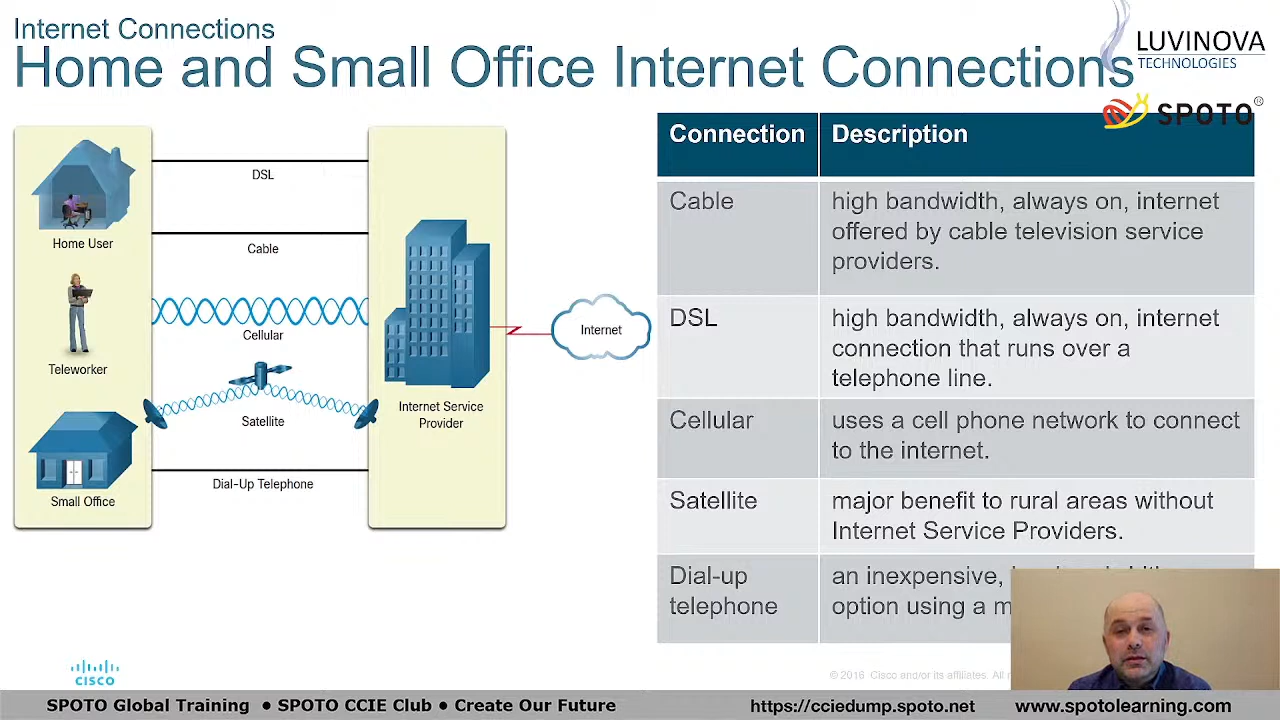 Internet Connections
Home and Small Office Internet Connections
LUVINOVA
TECHNOLOGIES
SPOTO®
Home User
Teleworker
Small Office
DSL
Cable
Cellular
Satellite
Dial-Up Telephone
Internet Service
Provider
Internet
Connection
Description
Cable
high bandwidth, always on, internet
offered by cable television service
providers.
DSL
high bandwidth, always on, internet
connection that runs over a
telephone line.
Cellular
uses a cell phone network to connect
to the internet.
Satellite
major benefit to rural areas without
Internet Service Providers.
Dial-up
telephone
an inexpensive,
option using a
CISCO
© 2016 Cisco and/or its affiliates. All
SPOTO Global Training ● SPOTO CCIE Club ● Create Our Future
https://cciedump.spoto.net
www.spotolearning.com